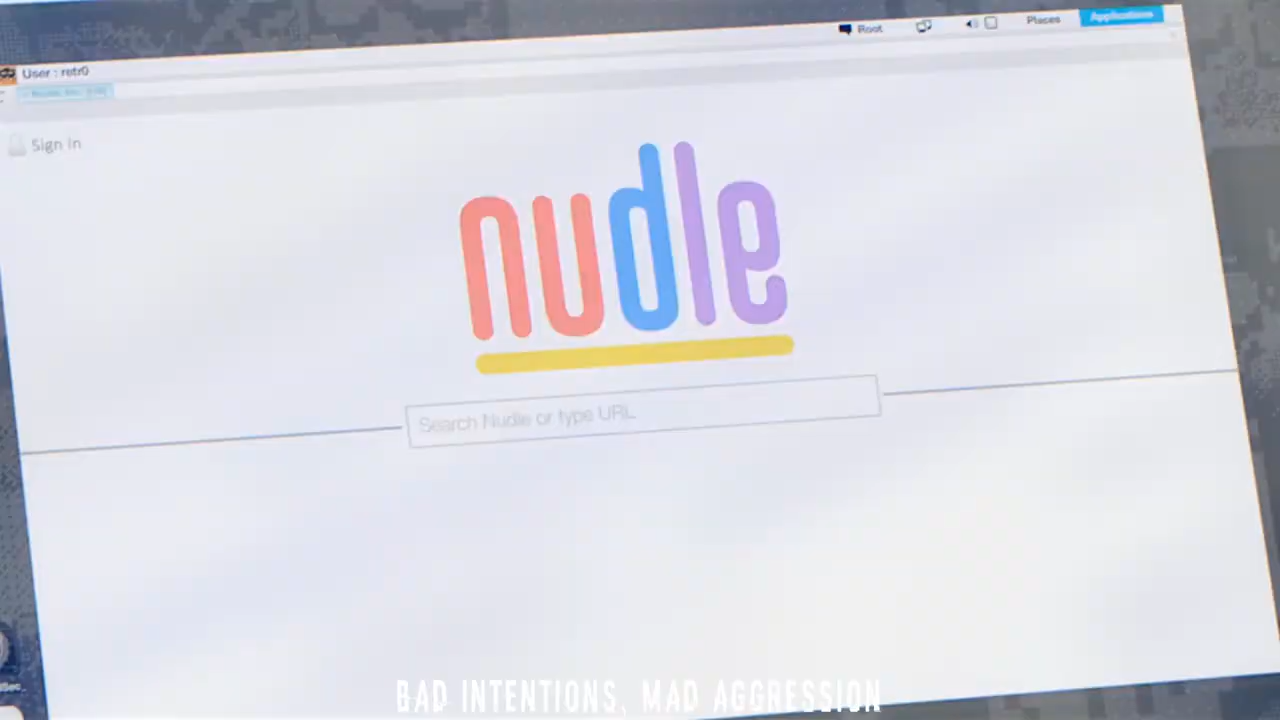 Root
Places
Applications
User : retr0
Sign in
nudle
Search Nudle or type URL
BAD INTENTIONS, MAD AGGRESSION